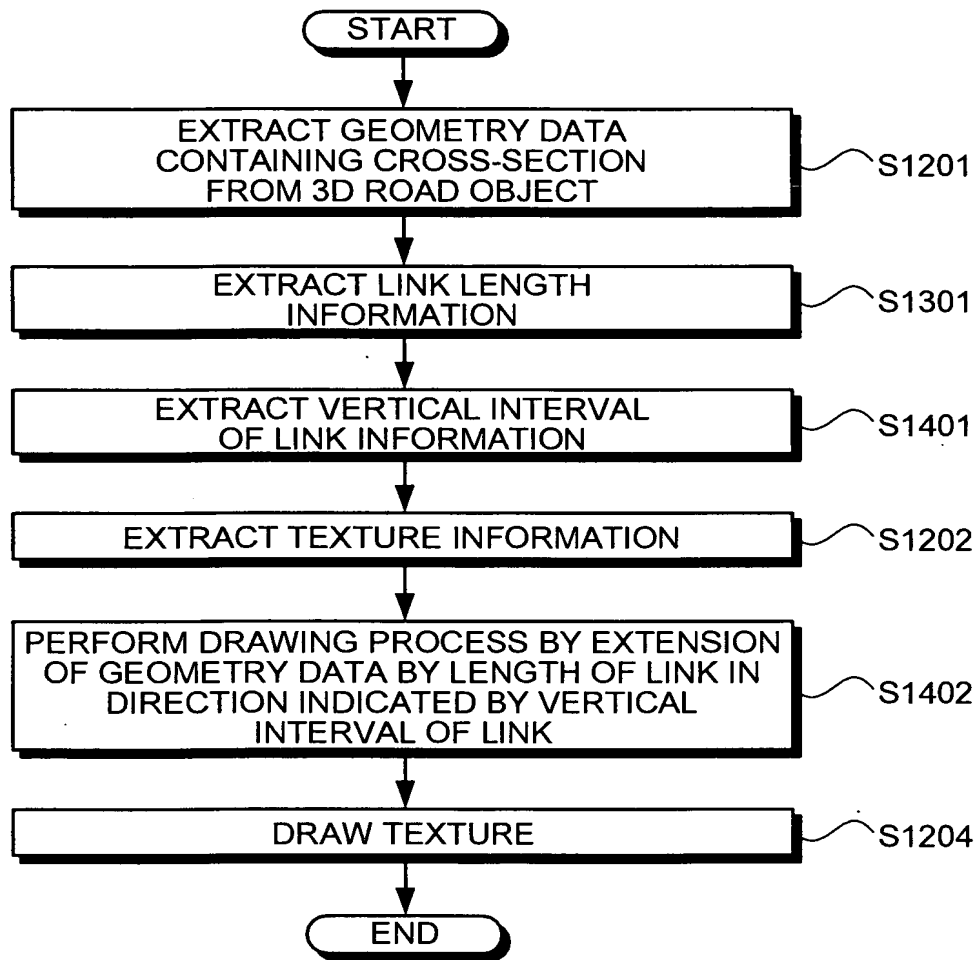 START
EXTRACT GEOMETRY DATA
CONTAINING CROSS-SECTION
FROM 3D ROAD OBJECT
S1201
EXTRACT LINK LENGTH
INFORMATION
S1301
EXTRACT VERTICAL INTERVAL
OF LINK INFORMATION
S1401
EXTRACT TEXTURE INFORMATION
S1202
PERFORM DRAWING PROCESS BY EXTENSION
OF GEOMETRY DATA BY LENGTH OF LINK IN
DIRECTION INDICATED BY VERTICAL
INTERVAL OF LINK
S1402
DRAW TEXTURE
S1204
END